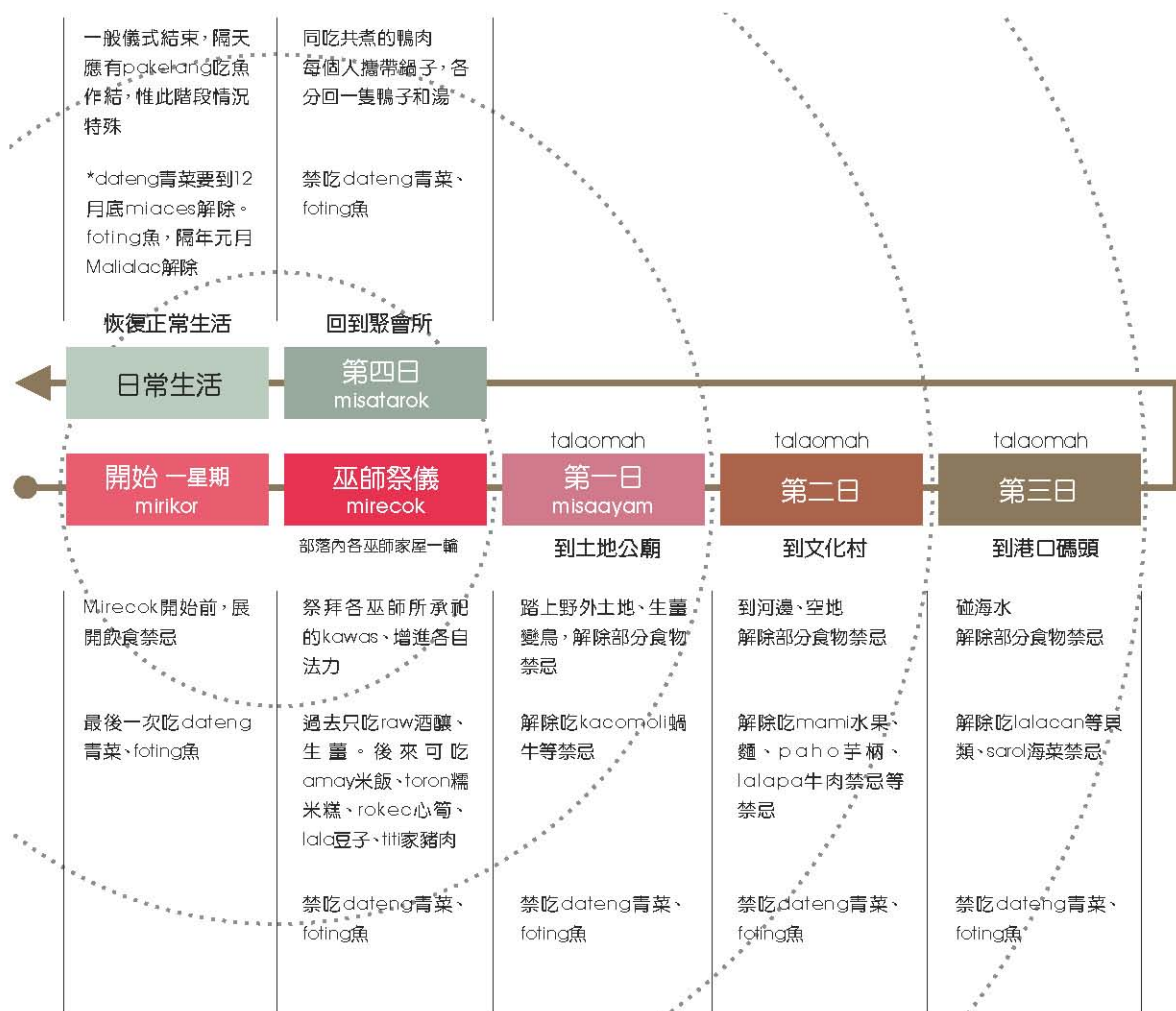 一般儀式結束，隔天
應有pakelang吃魚
作結，惟此階段情況
特殊
*dateng青菜要到12
月底miaces解除。
foting魚，隔年元月
Malialac解除
恢復正常生活
日常生活
同吃共煮的鴨肉
每個人攜帶鍋子，各
分回一隻鴨子和湯
禁吃dateng青菜、
foting魚
回到聚會所
第四日
misatarok
開始 一星期
mirikor
Mirecok開始前，展
開飲食禁忌
最後一次吃dateng
青菜、foting魚
巫師祭儀
mirecok
部落內各巫師家屋一輪
祭拜各巫師所承祀
的kawas、增進各自
法力
過去只吃raw酒釀、
生薑。後來可吃
amay米飯、toron糯
米糕、rokec心筍、
lala豆子、titi家豬肉
禁吃dateng青菜、
foting魚
talaomah
第一日
misaayam
到土地公廟
踏上野外土地、生薑
變鳥，解除部分食物
禁忌
解除吃kacomoli蝸
牛等禁忌
禁吃dateng青菜、
foting魚
talaomah
第二日
到文化村
到河邊、空地
解除部分食物禁忌
解除吃mami水果、
麵、paho芋柄、
lalapa牛肉禁忌等
禁忌
禁吃dateng青菜、
foting魚
talaomah
第三日
到港口碼頭
碰海水
解除部分食物禁忌
解除吃lalacan等貝
類、sarol海菜禁忌
禁吃dateng青菜、
foting魚